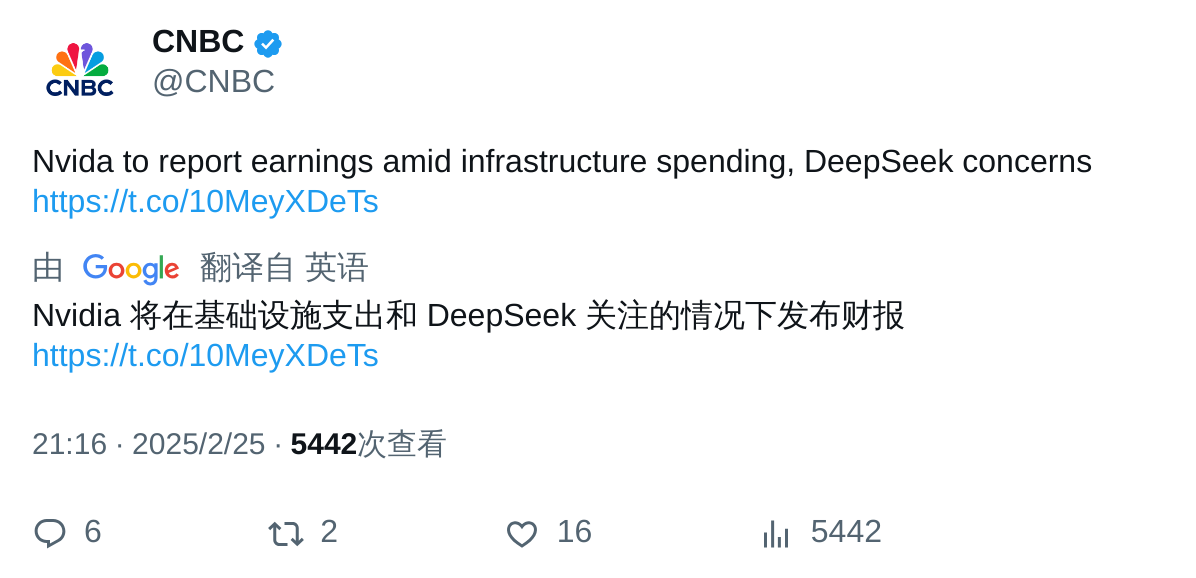 CNBC
CNBC
@CNBC
Nvida to report earnings amid infrastructure spending, DeepSeek concerns
https://t.co/10MeyXDeTs
由 Google 翻译自 英语
Nvidia 将在基础设施支出和 DeepSeek 关注的情况下发布财报
https://t.co/10MeyXDeTs
21:16 · 2025/2/25 · 5442次查看
6 2 16 5442